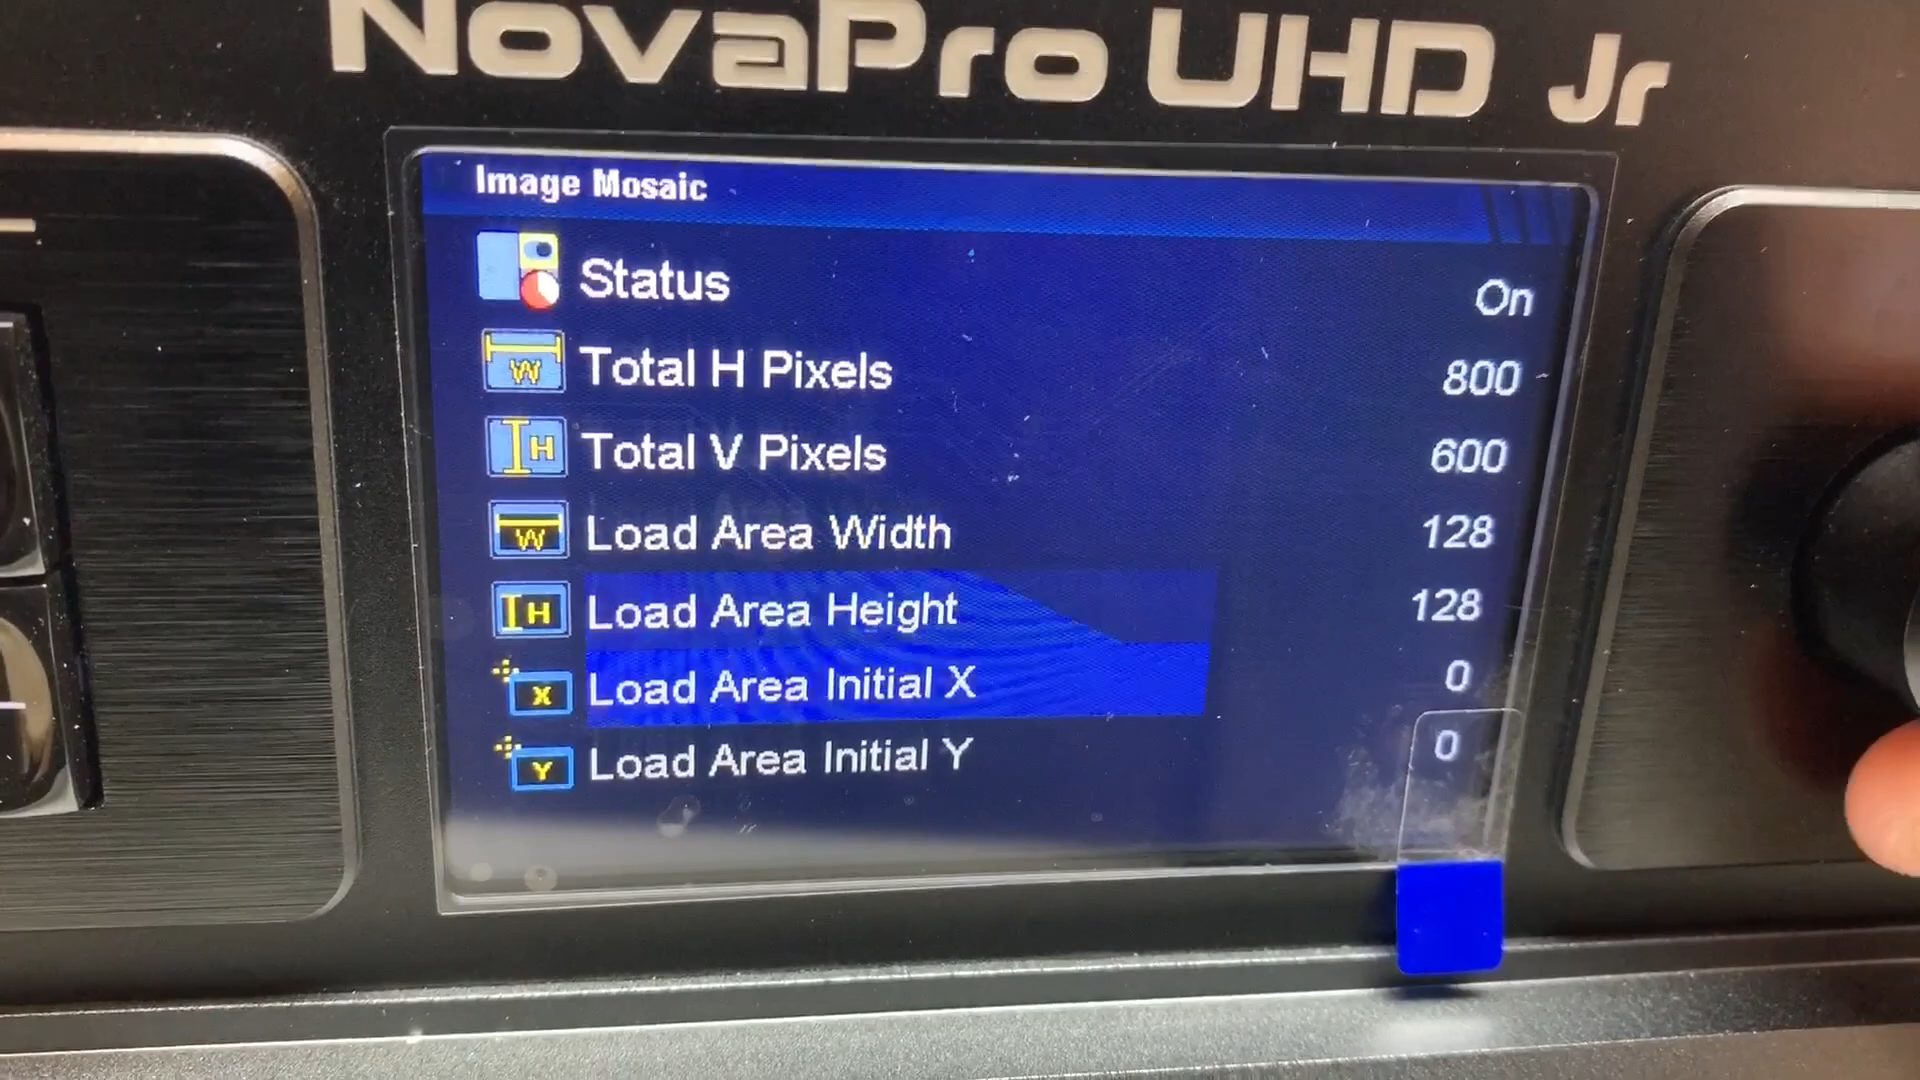 NovaPro UHD Jr
Image Mosaic
Status On
W Total H Pixels 800
H Total V Pixels 600
W Load Area Width 128
H Load Area Height 128
X Load Area Initial X 0
Y Load Area Initial Y 0